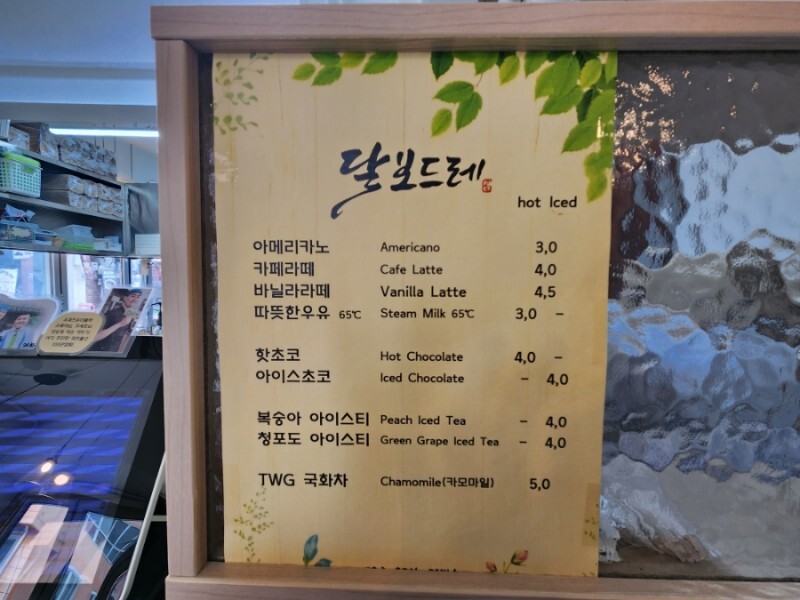 달보드레
hot Iced
아메리카노 Americano 3,0
카페라떼 Cafe Latte 4,0
바닐라라떼 Vanilla Latte 4,5
따뜻한우유 65℃ Steam Milk 65℃ 3,0 –
핫초코 Hot Chocolate 4,0 –
아이스초코 Iced Chocolate – 4,0
복숭아 아이스티 Peach Iced Tea – 4,0
청포도 아이스티 Green Grape Iced Tea – 4,0
TWG 국화차 Chamomile(카모마일) 5,0